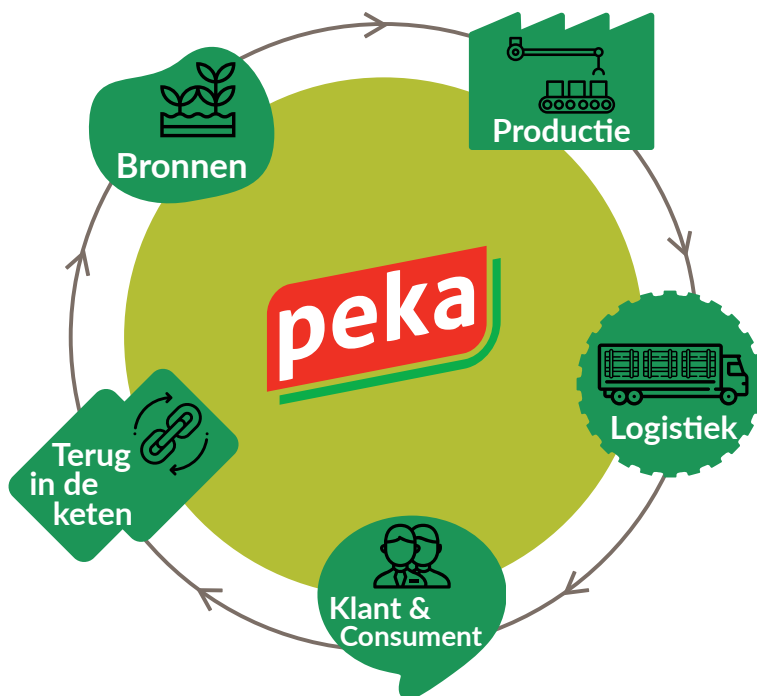 Bronnen
Productie
peka
Logistiek
Terug
in de
keten
Klant &
Consument